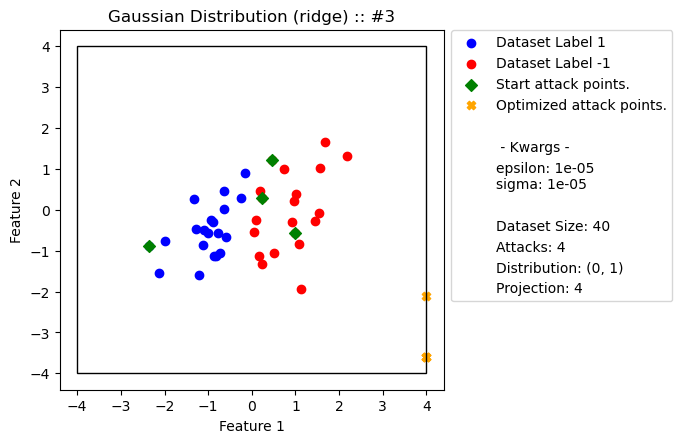 Gaussian Distribution (ridge) :: #3
Feature 2
4
3
2
1
0
−1
−2
−3
−4
−4 −3 −2 −1 0 1 2 3 4
Feature 1
Dataset Label 1
Dataset Label -1
Start attack points.
Optimized attack points.
- Kwargs -
epsilon: 1e-05
sigma: 1e-05
Dataset Size: 40
Attacks: 4
Distribution: (0, 1)
Projection: 4